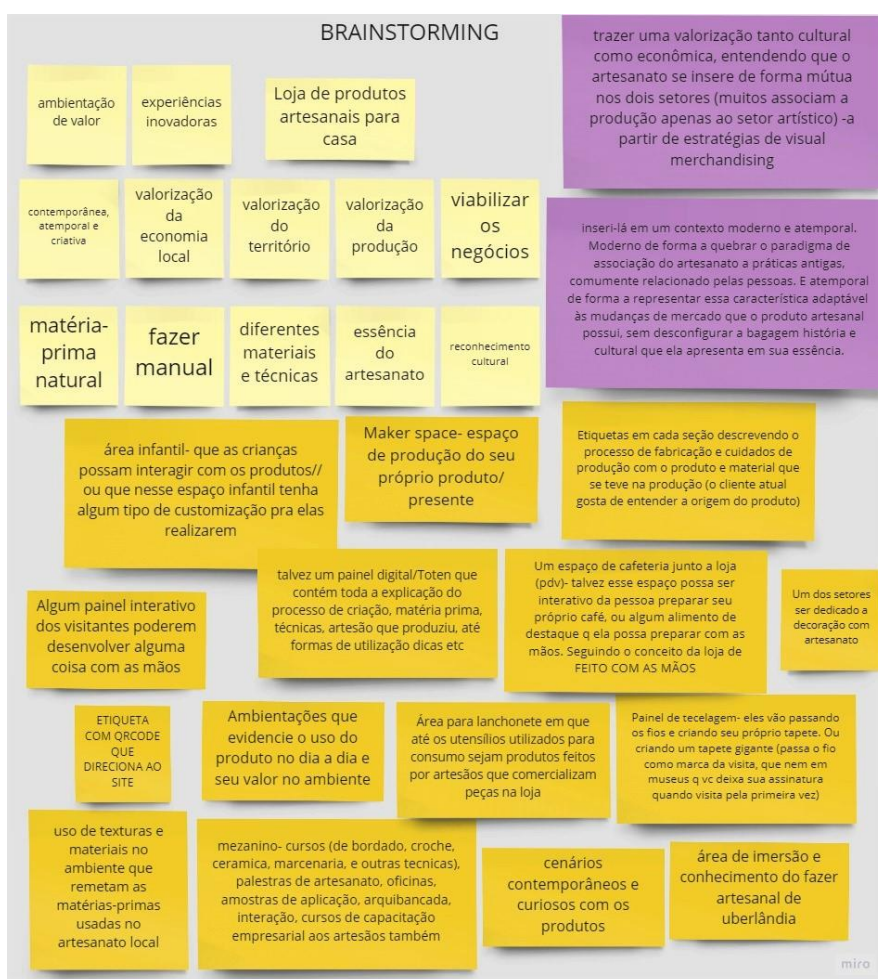 BRAINSTORMING
ambientação
de valor
experiências
inovadoras
Loja de produtos
artesanais para
casa
trazer uma valorização tanto cultural
como econômica, entendendo que o
artesanato se insere de forma mútua
nos dois setores (muitos associam a
produção apenas ao setor artístico) -a
partir de estratégias de visual
merchandising
contemporânea,
atemporal e
criativa
valorização
da
economia
local
valorização
do
território
valorização
da
produção
viabilizar
os
negócios
inseri-lá em um contexto moderno e atemporal.
Moderno de forma a quebrar o paradigma de
associação do artesanato a práticas antigas,
comumente relacionado pelas pessoas. E atemporal
de forma a representar essa característica adaptável
às mudanças de mercado que o produto artesanal
possui, sem desconfigurar a bagagem história e
cultural que ela apresenta em sua essência.
matéria-
prima
natural
fazer
manual
diferentes
materiais
e técnicas
essência
do
artesanato
reconhecimento
cultural
área infantil- que as crianças
possam interagir com os produtos//
ou que nesse espaço infantil tenha
algum tipo de customização pra elas
realizarem
Maker space- espaço
de produção do seu
próprio produto/
presente
Etiquetas em cada seção descrevendo o
processo de fabricação e cuidados de
produção com o produto e material que
se teve na produção (o cliente atual
gosta de entender a origem do produto)
Algum painel interativo
dos visitantes poderem
desenvolver alguma
coisa com as mãos
talvez um painel digital/Toten que
contém toda a explicação do
processo de criação, matéria prima,
técnicas, artesão que produziu, até
formas de utilização dicas etc
Um espaço de cafeteria junto a loja
(pdv)- talvez esse espaço possa ser
interativo da pessoa preparar seu
próprio café, ou algum alimento de
destaque q ela possa preparar com as
mãos. Seguindo o conceito da loja de
FEITO COM AS MÃOS
Um dos setores
ser dedicado a
decoração com
artesanato
ETIQUETA
COM QRCODE
QUE
DIRECIONA AO
SITE
Ambientações que
evidencie o uso do
produto no dia a dia e
seu valor no ambiente
Área para lanchonete em que
até os utensílios utilizados para
consumo sejam produtos feitos
por artesãos que comercializam
peças na loja
Painel de tecelagem- eles vão passando
os fios e criando seu próprio tapete. Ou
criando um tapete gigante (passa o fio
como marca da visita, que nem em
museus q vc deixa sua assinatura
quando visita pela primeira vez)
uso de texturas e
materiais no
ambiente que
remetam as
matérias-primas
usadas no
artesanato local
mezanino- cursos (de bordado, croche,
ceramica, marcenaria, e outras tecnicas),
palestras de artesanato, oficinas,
amostras de aplicação, arquibancada,
interação, cursos de capacitação
empresarial aos artesãos também
cenários
contemporâneos e
curiosos com os
produtos
área de imersão e
conhecimento do fazer
artesanal de
uberlândia
miro